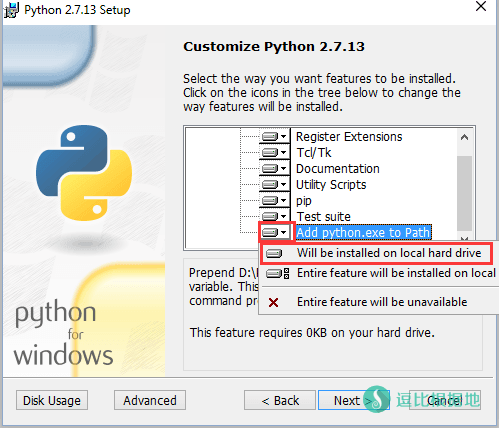 Python 2.7.13 Setup
Customize Python 2.7.13
Select the way you want features to be installed.
Click on the icons in the tree below to change the
way features will be installed.
Register Extensions
Tcl/Tk
Documentation
Utility Scripts
pip
Test suite
Add python.exe to Path
Will be installed on local hard drive
Entire feature will be installed on local
Entire feature will be unavailable
Prepend D:\
variable. This
command pro
This feature requires 0KB on your hard drive.
python
for
windows
Disk Usage
Advanced
< Back
Next >
Cancel
逗比根据地